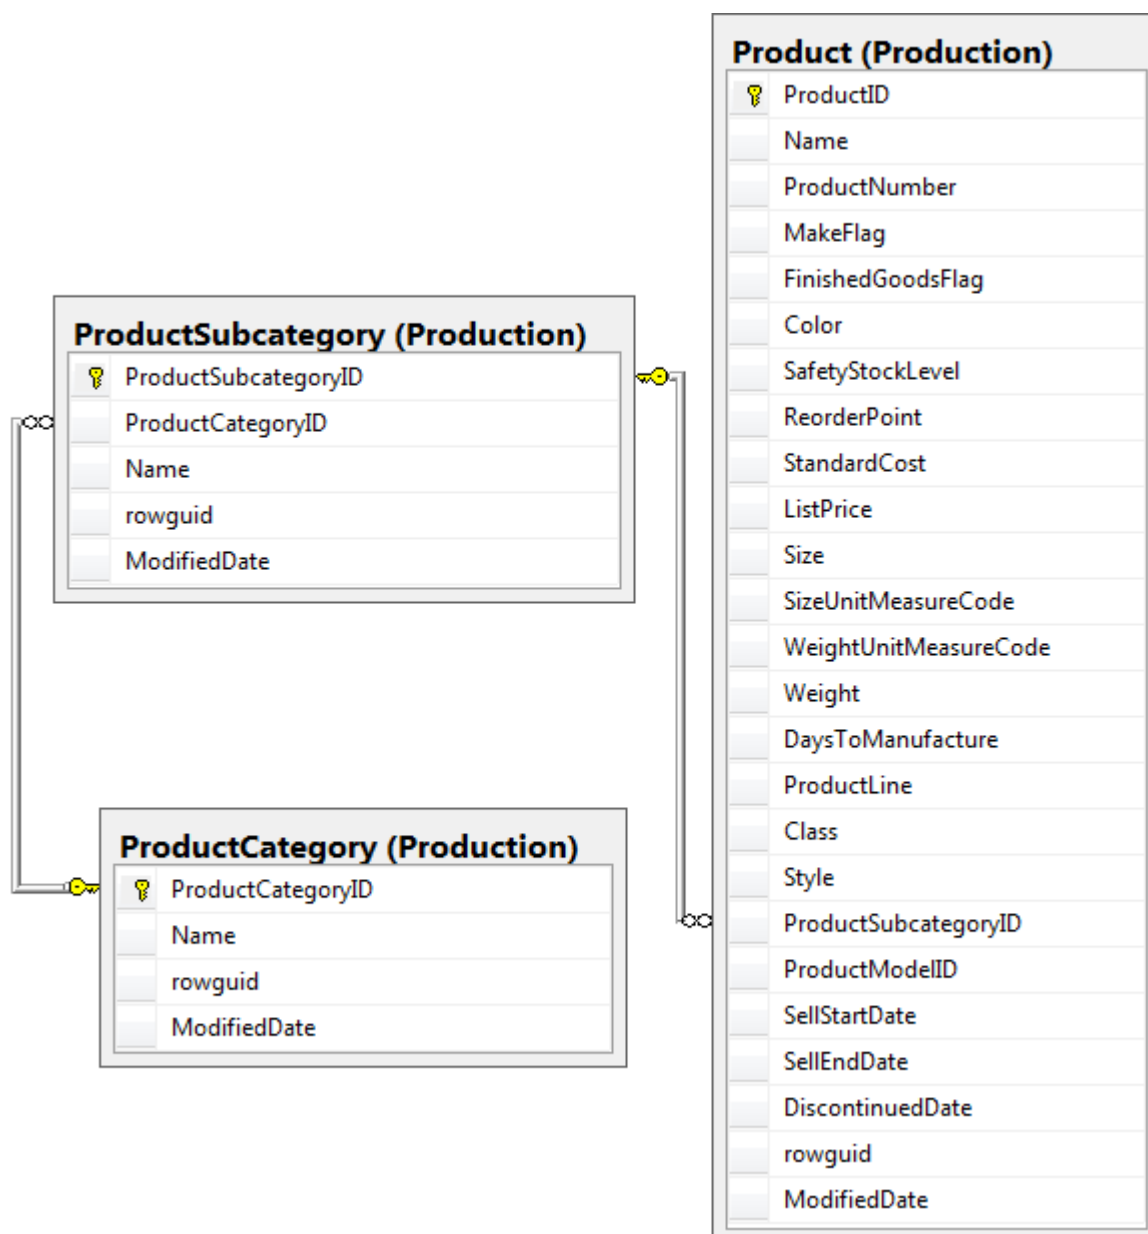 ProductSubcategory (Production)
ProductSubcategoryID
ProductCategoryID
Name
rowguid
ModifiedDate
ProductCategory (Production)
ProductCategoryID
Name
rowguid
ModifiedDate
Product (Production)
ProductID
Name
ProductNumber
MakeFlag
FinishedGoodsFlag
Color
SafetyStockLevel
ReorderPoint
StandardCost
ListPrice
Size
SizeUnitMeasureCode
WeightUnitMeasureCode
Weight
DaysToManufacture
ProductLine
Class
Style
ProductSubcategoryID
ProductModelID
SellStartDate
SellEndDate
DiscontinuedDate
rowguid
ModifiedDate